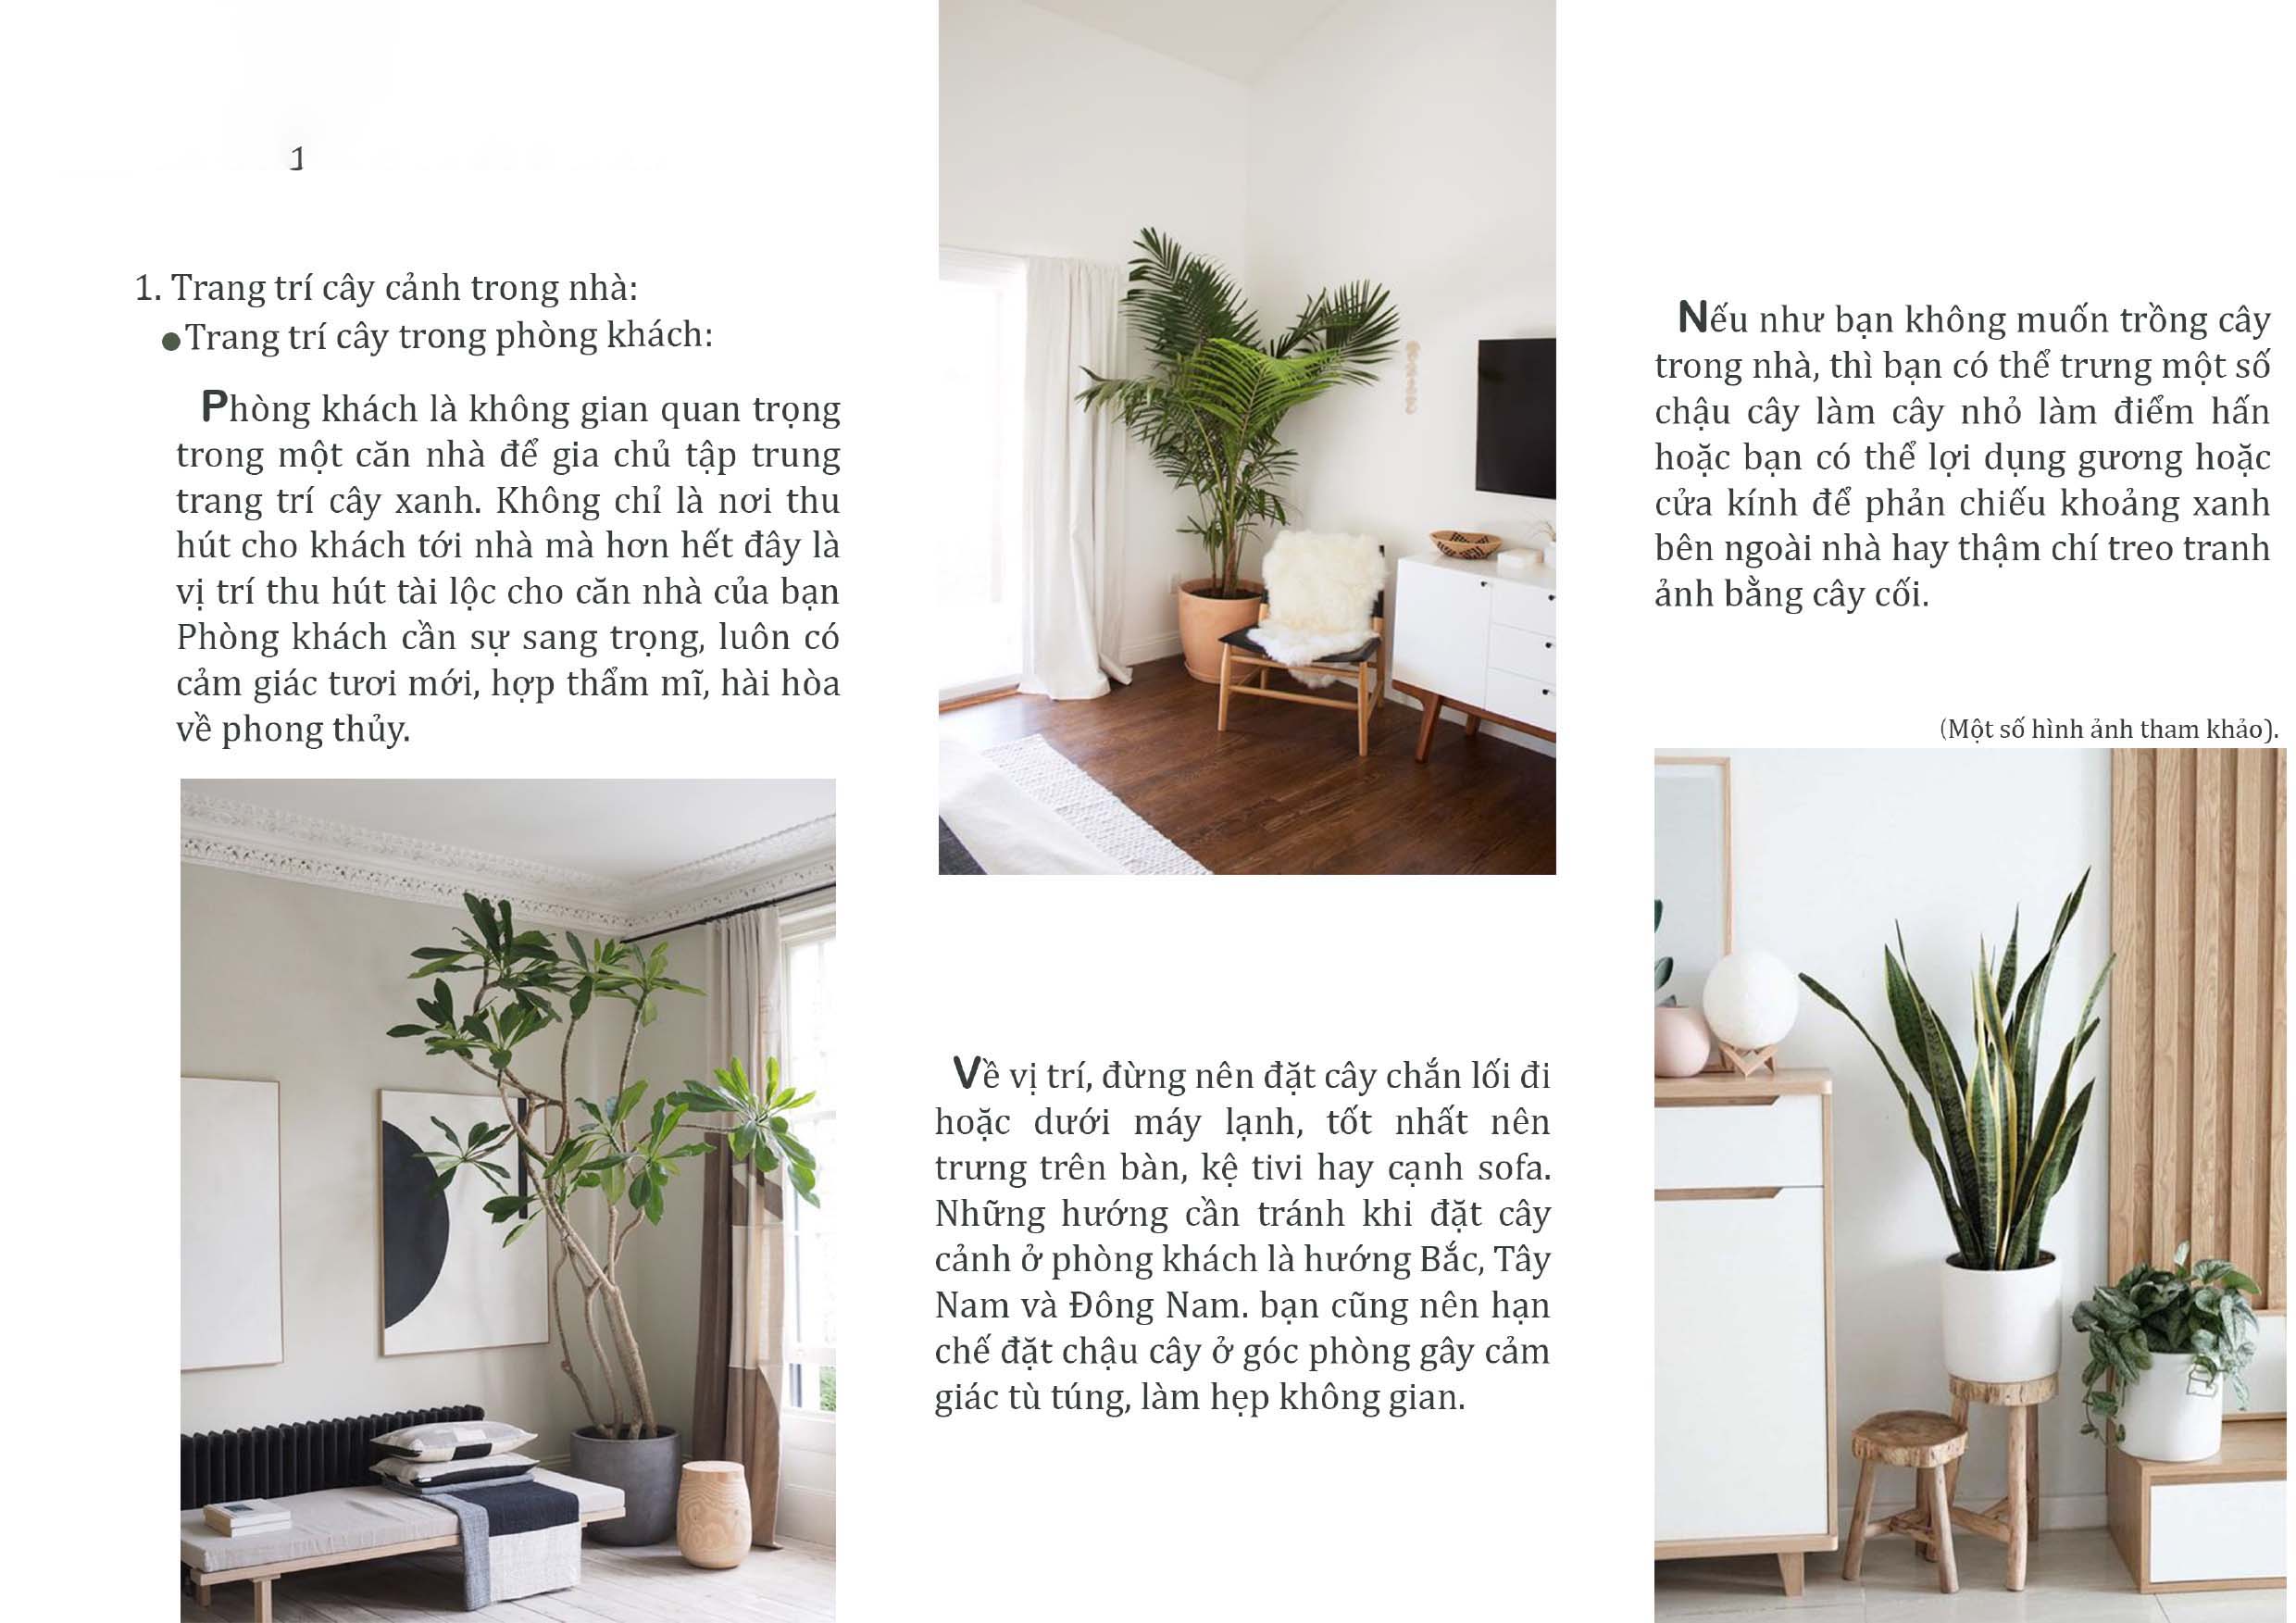 1
1. Trang trí cây cảnh trong nhà:
●Trang trí cây trong phòng khách:
Phòng khách là không gian quan trọng
trong một căn nhà để gia chủ tập trung
trang trí cây xanh. Không chỉ là nơi thu
hút cho khách tới nhà mà hơn hết đây là
vị trí thu hút tài lộc cho căn nhà của bạn
Phòng khách cần sự sang trọng, luôn có
cảm giác tươi mới, hợp thẩm mĩ, hài hòa
về phong thủy.
Về vị trí, đừng nên đặt cây chắn lối đi
hoặc dưới máy lạnh, tốt nhất nên
trưng trên bàn, kệ tivi hay cạnh sofa.
Những hướng cần tránh khi đặt cây
cảnh ở phòng khách là hướng Bắc, Tây
Nam và Đông Nam. bạn cũng nên hạn
chế đặt chậu cây ở góc phòng gây cảm
giác tù túng, làm hẹp không gian.
Nếu như bạn không muốn trồng cây
trong nhà, thì bạn có thể trưng một số
chậu cây làm cây nhỏ làm điểm hấn
hoặc bạn có thể lợi dụng gương hoặc
cửa kính để phản chiếu khoảng xanh
bên ngoài nhà hay thậm chí treo tranh
ảnh bằng cây cối.
(Một số hình ảnh tham khảo).